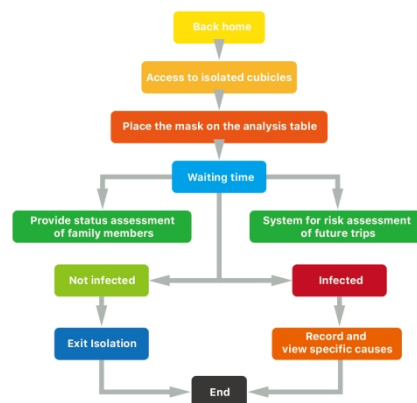 Back home
Access to isolated cubicles
Place the mask on the analysis table
Waiting time
Provide status assessment
of family members
System for risk assessment
of future trips
Not infected
Infected
Exit Isolation
Record and
view specific causes
End